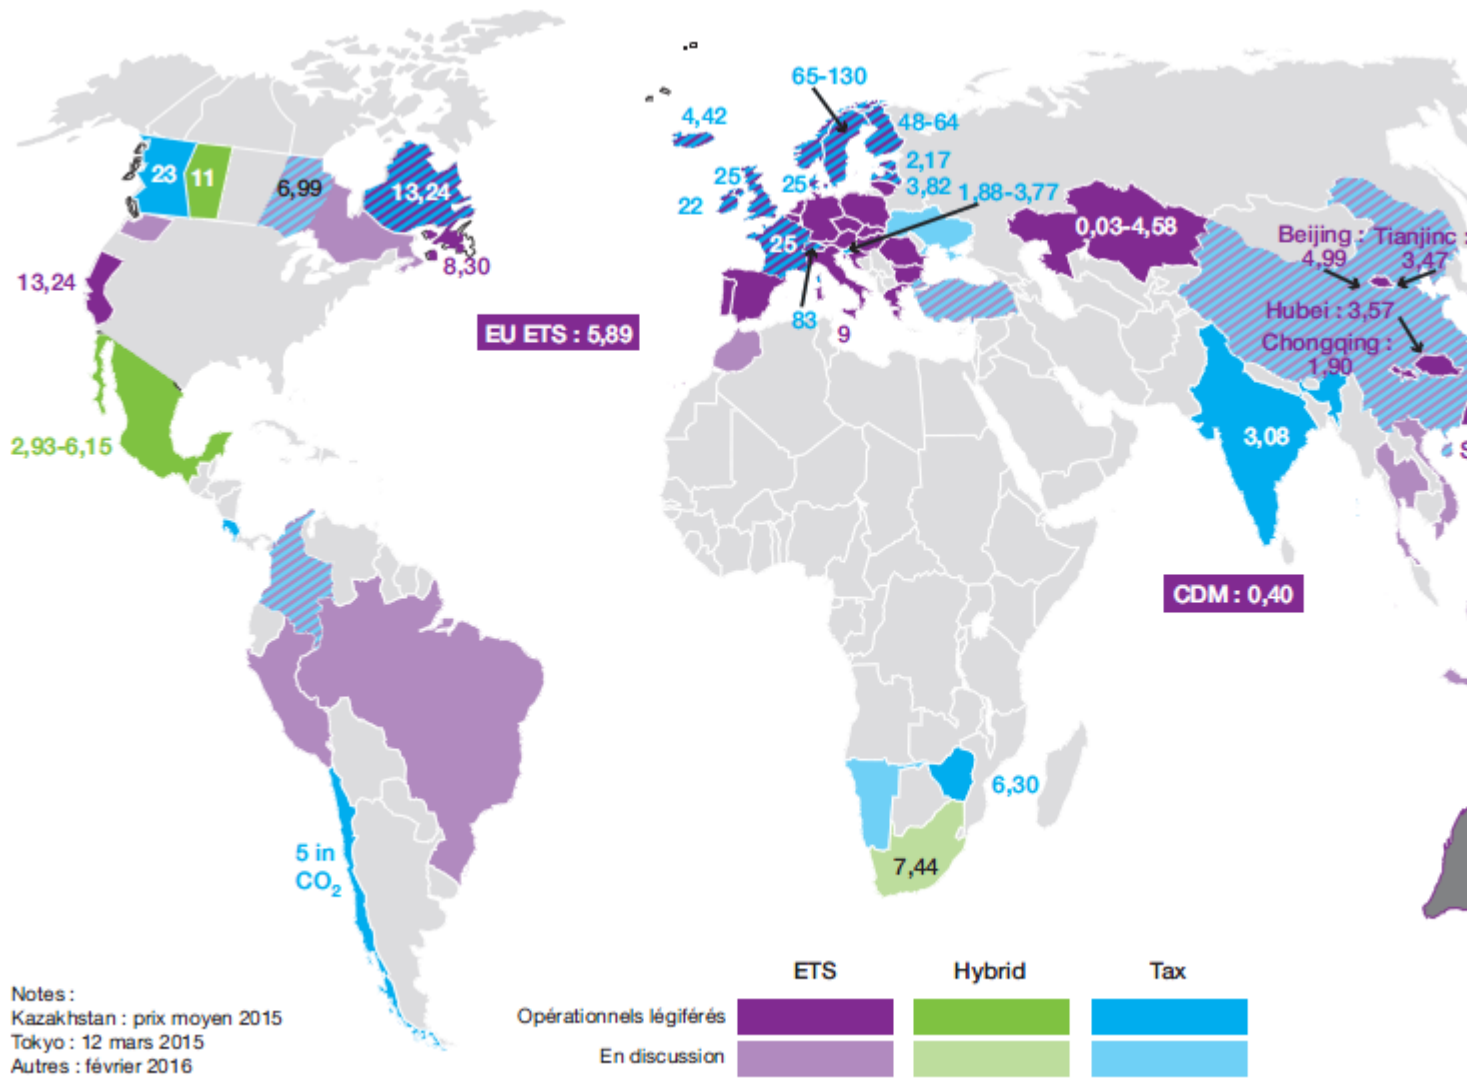 65-130
4,42
48-64
23
11
6,99
13,24
25
25
2,17
3,82
1,88-3,77
22
25
0,03-4,58
Beijing :
4,99
Tianjinc :
3,47
8,30
13,24
83
9
EU ETS : 5,89
Hubei : 3,57
Chongqing :
1,90
2,93-6,15
3,08
S
CDM : 0,40
6,30
5 in
CO₂
7,44
ETS
Hybrid
Tax
Notes :
Kazakhstan : prix moyen 2015
Tokyo : 12 mars 2015
Autres : février 2016
Opérationnels légiférés
En discussion